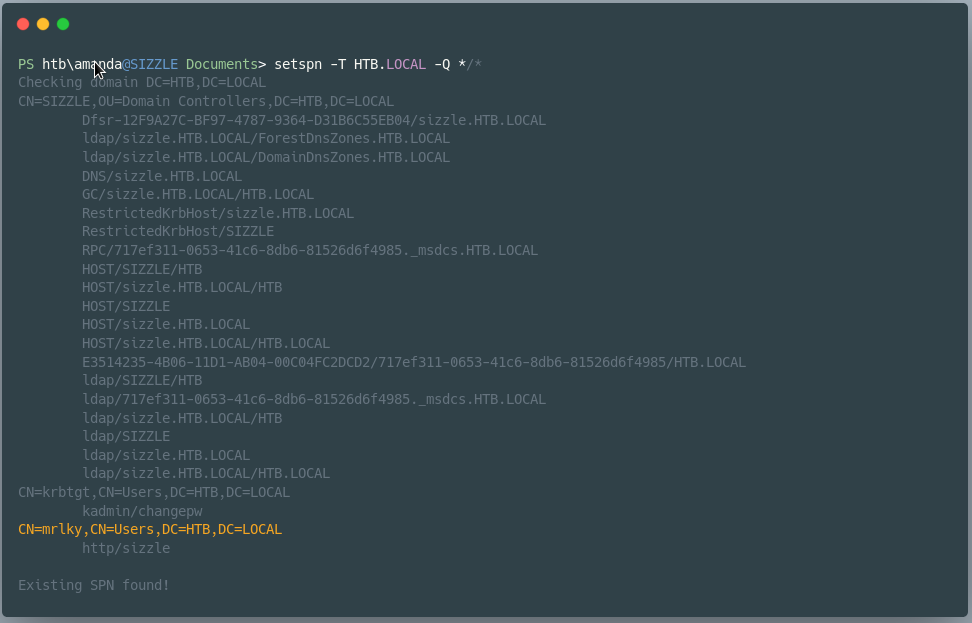 PS htb\amanda@SIZZLE Documents> setspn -T HTB.LOCAL -Q */*
Checking domain DC=HTB,DC=LOCAL
CN=SIZZLE,OU=Domain Controllers,DC=HTB,DC=LOCAL
        Dfsr-12F9A27C-BF97-4787-9364-D31B6C55EB04/sizzle.HTB.LOCAL
        ldap/sizzle.HTB.LOCAL/ForestDnsZones.HTB.LOCAL
        ldap/sizzle.HTB.LOCAL/DomainDnsZones.HTB.LOCAL
        DNS/sizzle.HTB.LOCAL
        GC/sizzle.HTB.LOCAL/HTB.LOCAL
        RestrictedKrbHost/sizzle.HTB.LOCAL
        RestrictedKrbHost/SIZZLE
        RPC/717ef311-0653-41c6-8db6-81526d6f4985._msdcs.HTB.LOCAL
        HOST/SIZZLE/HTB
        HOST/sizzle.HTB.LOCAL/HTB
        HOST/SIZZLE
        HOST/sizzle.HTB.LOCAL
        HOST/sizzle.HTB.LOCAL/HTB.LOCAL
        E3514235-4B06-11D1-AB04-00C04FC2DCD2/717ef311-0653-41c6-8db6-81526d6f4985/HTB.LOCAL
        ldap/SIZZLE/HTB
        ldap/717ef311-0653-41c6-8db6-81526d6f4985._msdcs.HTB.LOCAL
        ldap/sizzle.HTB.LOCAL/HTB
        ldap/SIZZLE
        ldap/sizzle.HTB.LOCAL
        ldap/sizzle.HTB.LOCAL/HTB.LOCAL
CN=krbtgt,CN=Users,DC=HTB,DC=LOCAL
        kadmin/changepw
CN=mrlky,CN=Users,DC=HTB,DC=LOCAL
        http/sizzle
Existing SPN found!